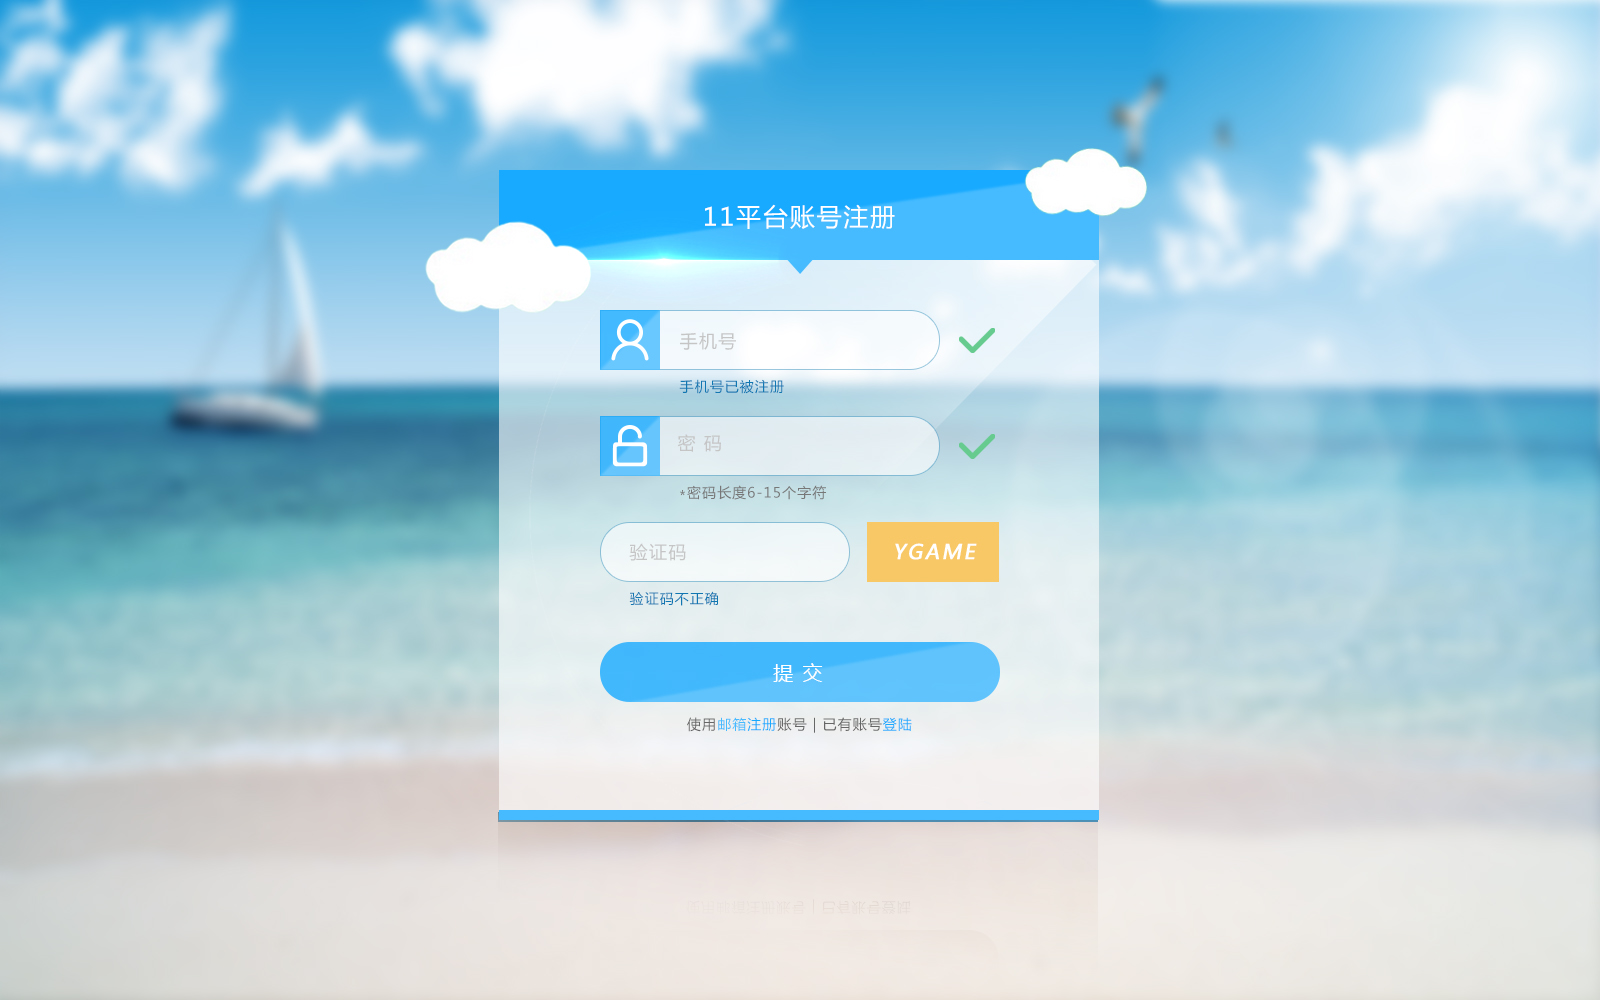 11平台账号注册
手机号
手机号已被注册
密 码
*密码长度6-15个字符
验证码
YGAME
验证码不正确
提 交
使用邮箱注册账号 | 已有账号登陆